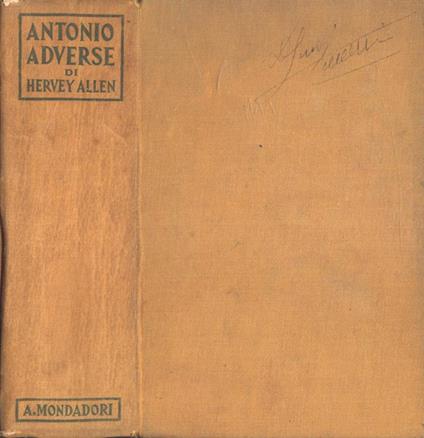 ANTONIO
ADVERSE
DI
HERVEY ALLEN
A. MONDADORI